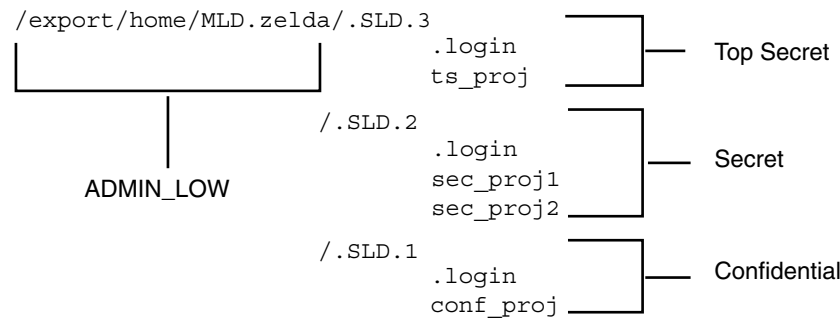 /export/home/MLD.zelda/.SLD.3
.login
ts_proj
Top Secret
/.SLD.2
.login
sec_proj1
sec_proj2
Secret
ADMIN_LOW
/.SLD.1
.login
conf_proj
Confidential